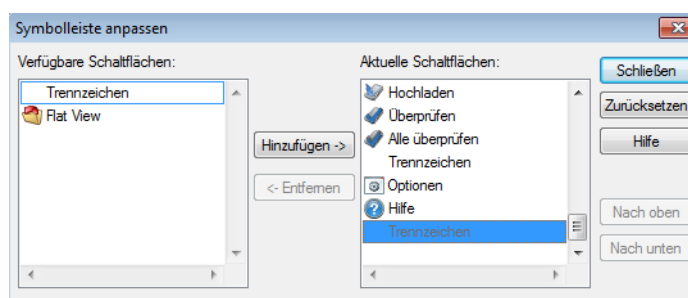 Symbolleiste anpassen
Verfügbare Schaltflächen:
Trennzeichen
Flat View
Hinzufügen ->
<- Entfernen
Aktuelle Schaltflächen:
Hochladen
Überprüfen
Alle überprüfen
Trennzeichen
Optionen
Hilfe
Trennzeichen
Schließen
Zurücksetzen
Hilfe
Nach oben
Nach unten